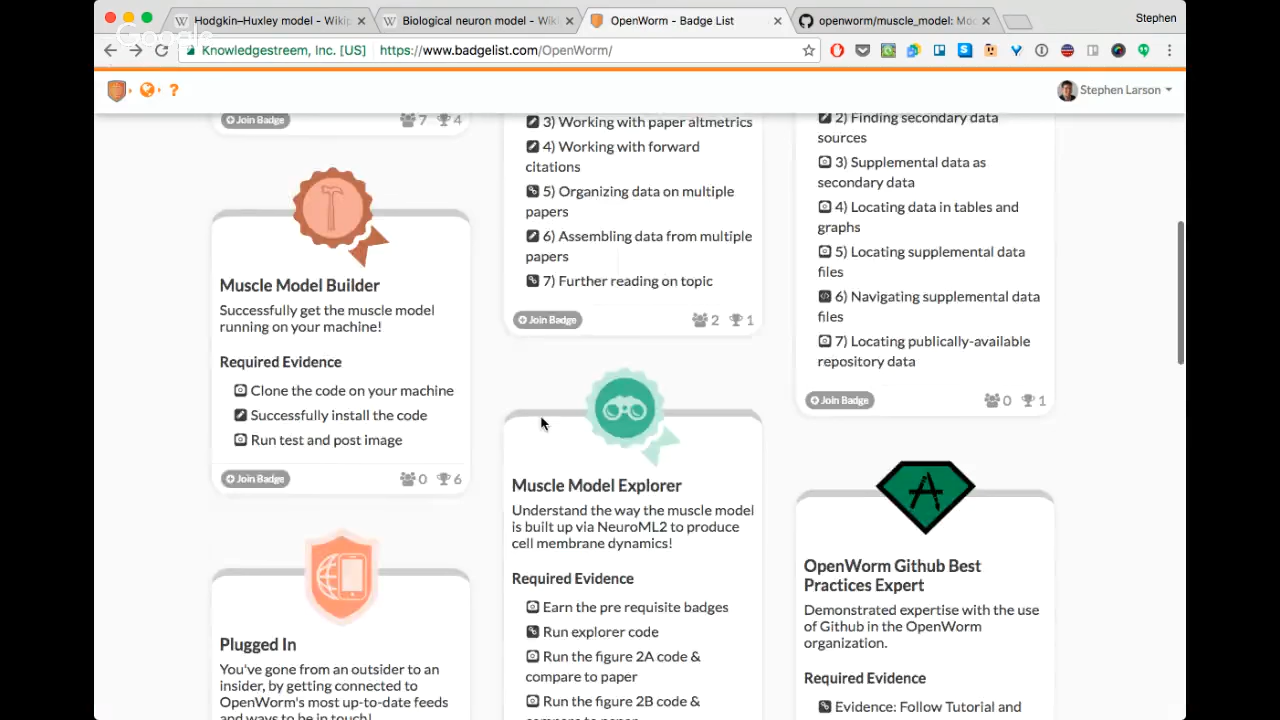 Hodgkin–Huxley model - Wiki
Biological neuron model - Wiki
OpenWorm - Badge List
openworm/muscle_model: Mo
Stephen
Google
Knowledgestreem, Inc. [US]
https://www.badgelist.com/OpenWorm/
Stephen Larson
Join Badge
7
4
Muscle Model Builder
Successfully get the muscle model
running on your machine!
Required Evidence
Clone the code on your machine
Successfully install the code
Run test and post image
Join Badge
0
6
Plugged In
You've gone from an outsider to an
insider, by getting connected to
OpenWorm's most up-to-date feeds
and ways to be in touch!
3) Working with paper altmetrics
4) Working with forward
citations
5) Organizing data on multiple
papers
6) Assembling data from multiple
papers
7) Further reading on topic
Join Badge
2
1
Muscle Model Explorer
Understand the way the muscle model
is built up via NeuroML2 to produce
cell membrane dynamics!
Required Evidence
Earn the pre requisite badges
Run explorer code
Run the figure 2A code &
compare to paper
Run the figure 2B code &
compare to paper
2) Finding secondary data
sources
3) Supplemental data as
secondary data
4) Locating data in tables and
graphs
5) Locating supplemental data
files
6) Navigating supplemental data
files
7) Locating publically-available
repository data
Join Badge
0
1
OpenWorm Github Best
Practices Expert
Demonstrated expertise with the use
of Github in the OpenWorm
organization.
Required Evidence
Evidence: Follow Tutorial and